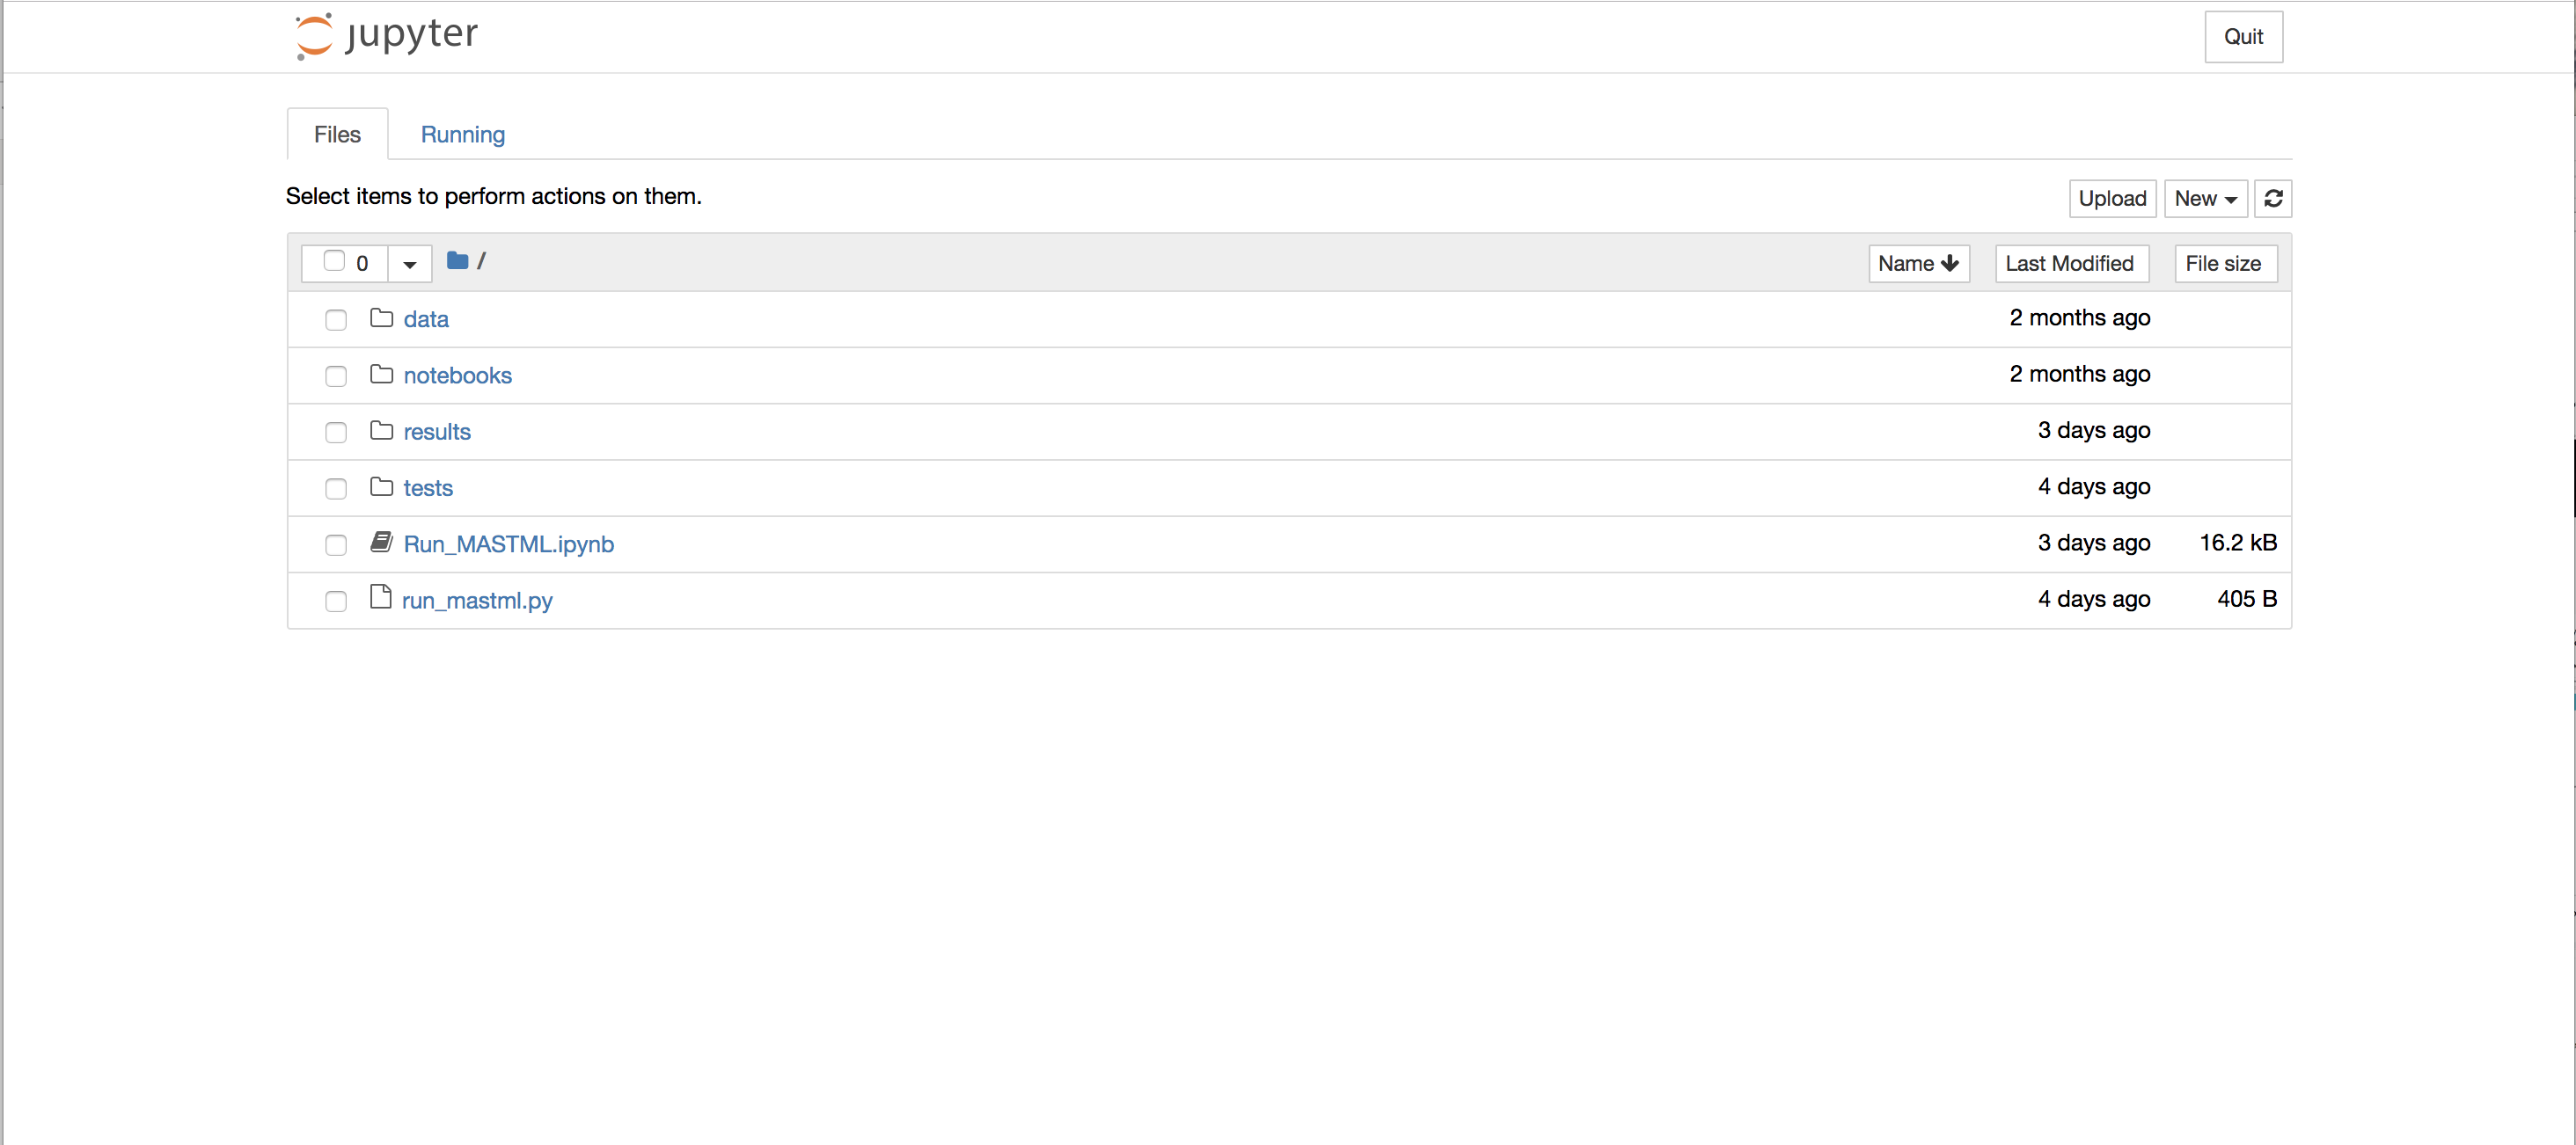 jupyter
Quit
Files Running
Select items to perform actions on them.
Upload New
0 / Name Last Modified File size
data 2 months ago
notebooks 2 months ago
results 3 days ago
tests 4 days ago
Run_MASTML.ipynb 3 days ago 16.2 kB
run_mastml.py 4 days ago 405 B